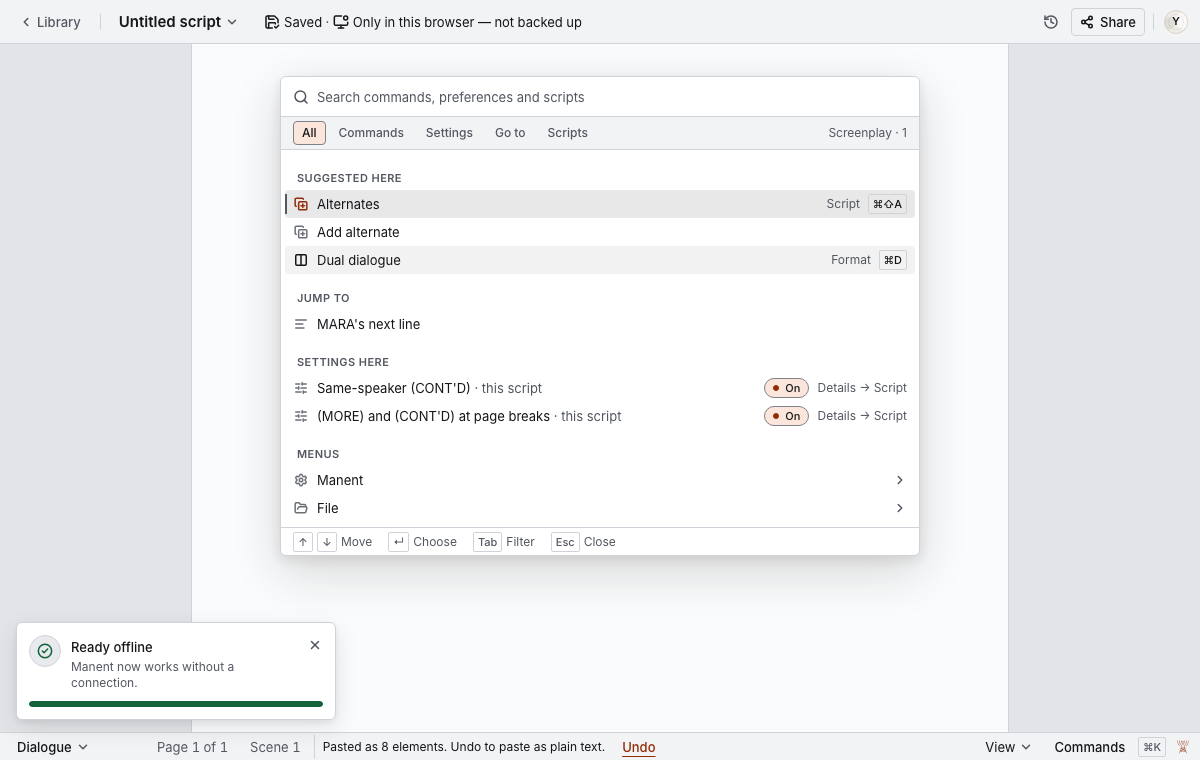 Library
Untitled script
Saved · Only in this browser — not backed up
Share
Y
Search commands, preferences and scripts
All Commands Settings Go to Scripts Screenplay · 1
SUGGESTED HERE
Alternates Script ⌘⇧A
Add alternate
Dual dialogue Format ⌘D
JUMP TO
MARA's next line
SETTINGS HERE
Same-speaker (CONT'D) · this script On Details → Script
(MORE) and (CONT'D) at page breaks · this script On Details → Script
MENUS
Manent
File
↑ ↓ Move ↵ Choose Tab Filter Esc Close
Ready offline
Manent now works without a
connection.
Dialogue Page 1 of 1 Scene 1 Pasted as 8 elements. Undo to paste as plain text. Undo View Commands ⌘K